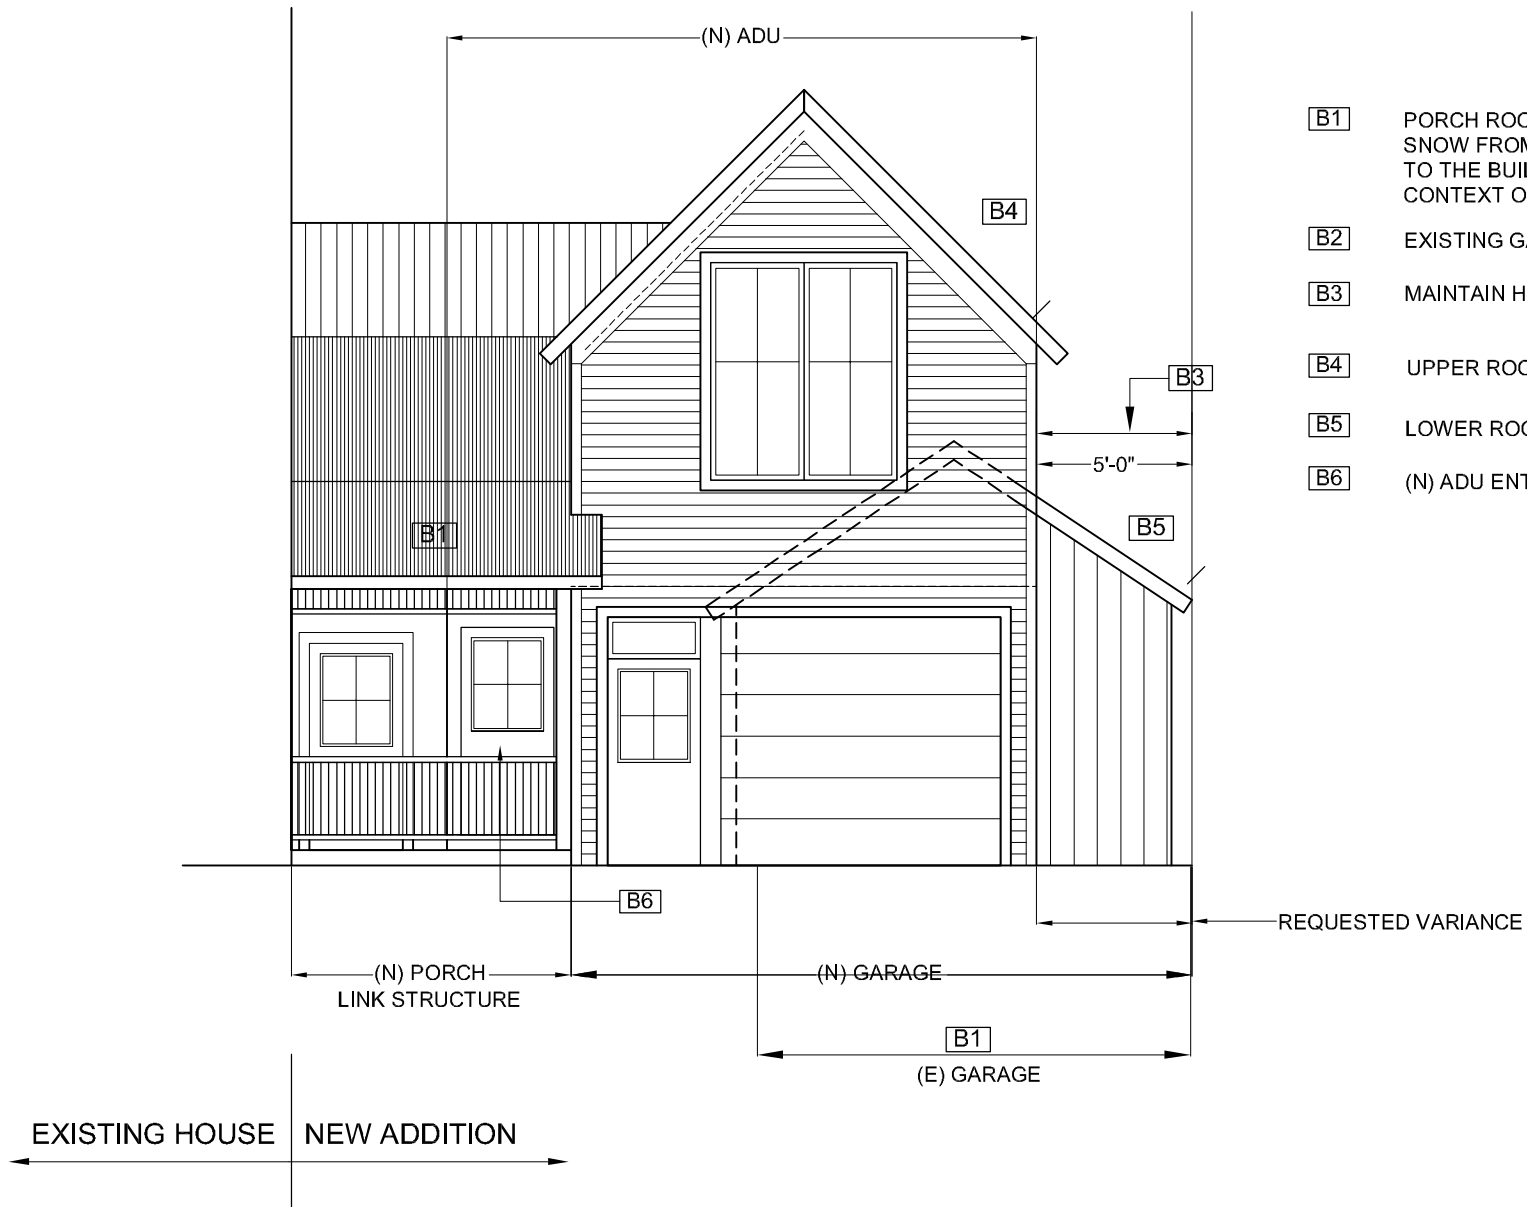 (N) ADU
B1 PORCH ROO
SNOW FROM
TO THE BUI
CONTEXT O
B4
B2 EXISTING GA
B3 MAINTAIN H
B4 UPPER ROO
B3
B5 LOWER ROO
5'-0"
B6 (N) ADU ENT
B1
B5
B6
REQUESTED VARIANCE
(N) PORCH
LINK STRUCTURE
(N) GARAGE
B1
(E) GARAGE
EXISTING HOUSE NEW ADDITION